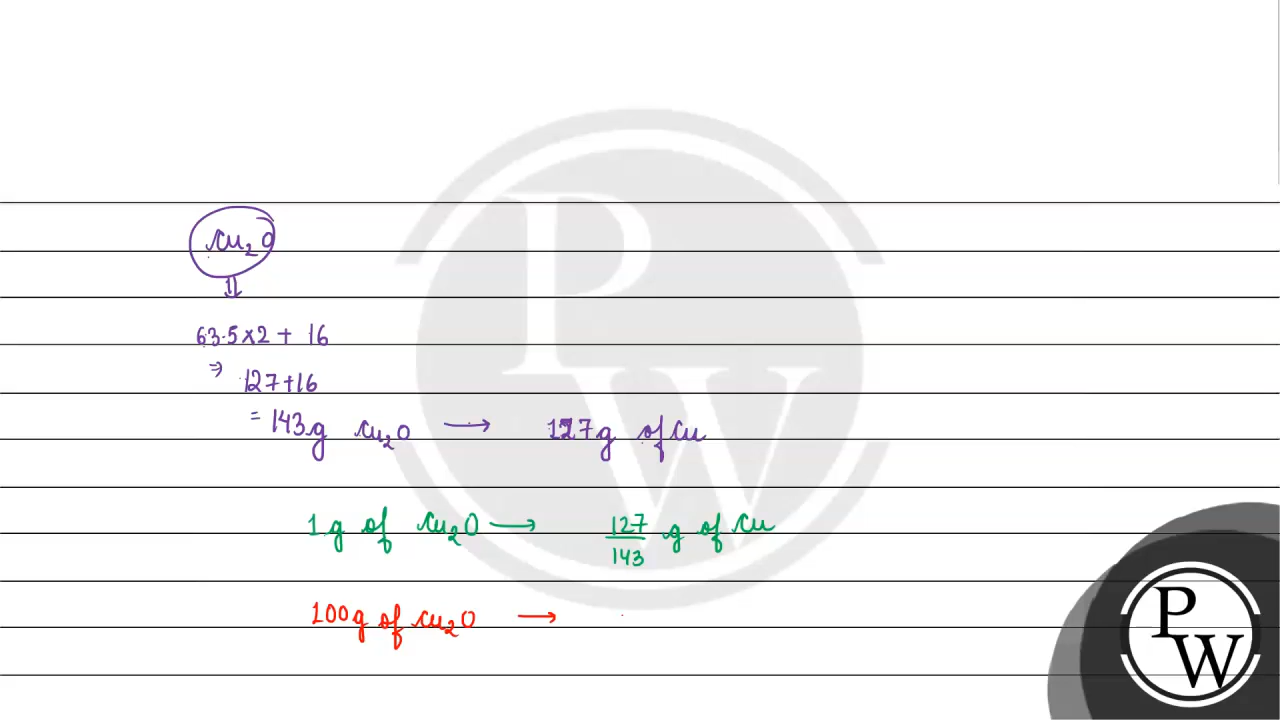 Cu₂O
⇓
63.5×2 + 16
⇒ 127+16
= 143g Cu₂O ⟶ 127g of Cu
1g of Cu₂O ⟶ 127/143 g of Cu
100g of Cu₂O ⟶
P
W
P
W